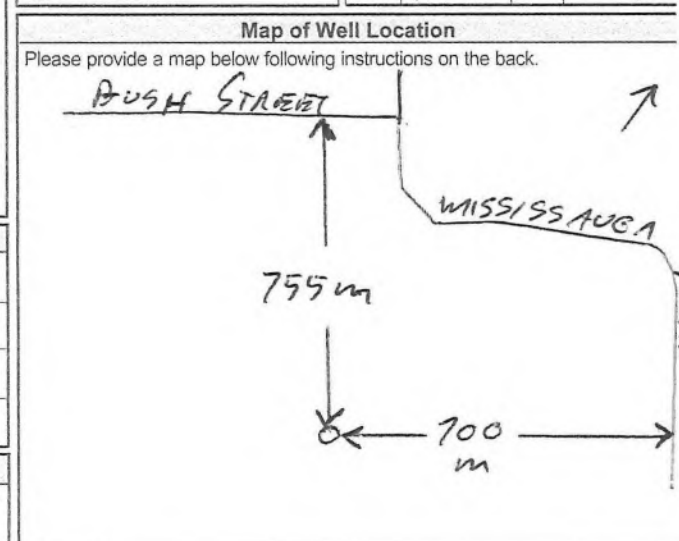 Map of Well Location
Please provide a map below following instructions on the back.
BUSH STREET
MISSISSAUGA
755 m
700
m